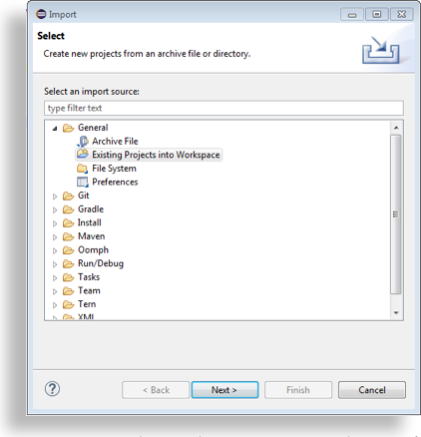 Import
Select
Create new projects from an archive file or directory.
Select an import source:
type filter text
General
Archive File
Existing Projects into Workspace
File System
Preferences
Git
Gradle
Install
Maven
Oomph
Run/Debug
Tasks
Team
Tern
XML
?
< Back
Next >
Finish
Cancel